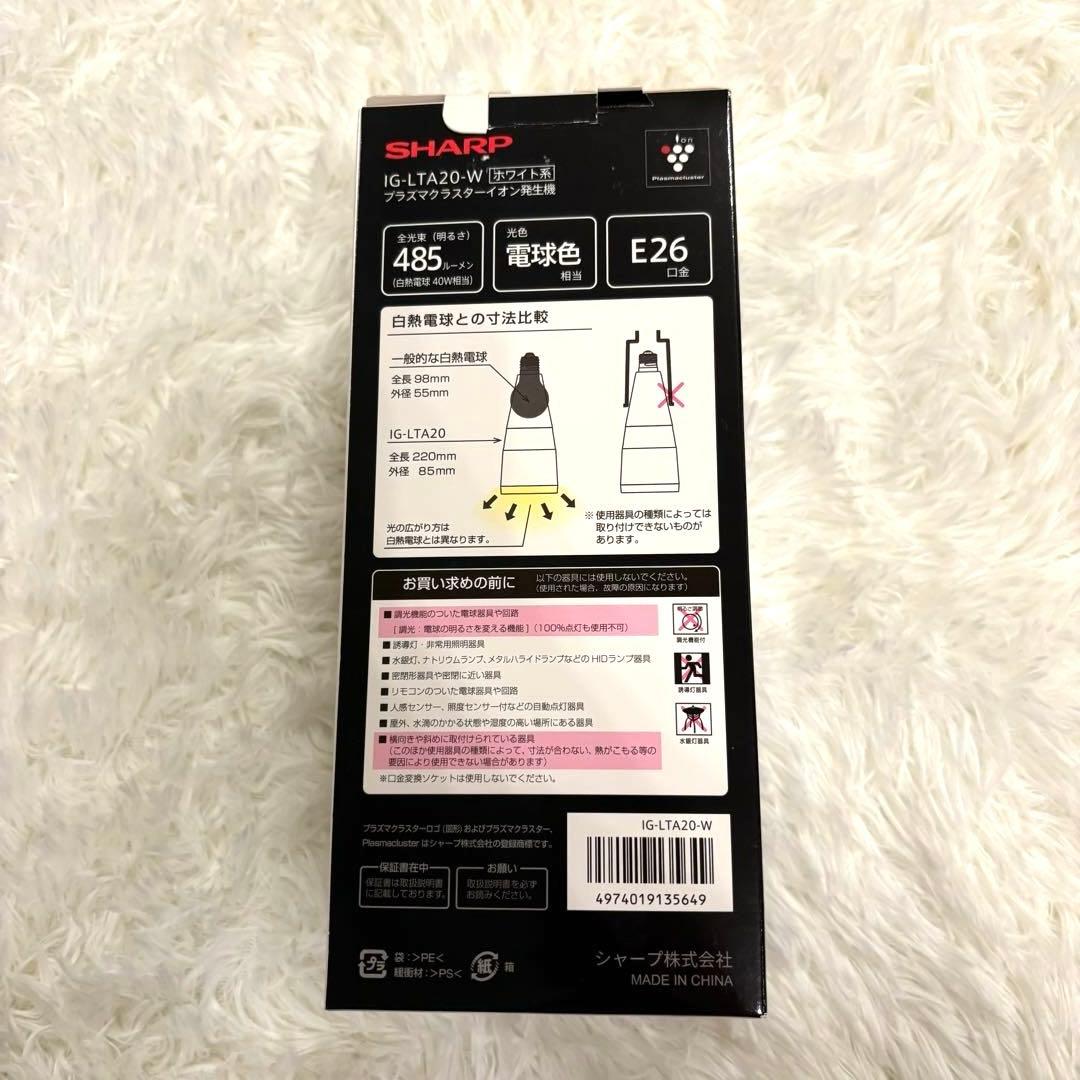 SHARP
IG-LTA20-W ホワイト系
プラズマクラスターイオン発生機
ion
Plasmacluster
全光束（明るさ）
485ルーメン
（白熱電球 40W相当）
光色
電球色
相当
E26
口金
白熱電球との寸法比較
一般的な白熱電球
全長 98mm
外径 55mm
IG-LTA20
全長 220mm
外径 85mm
光の広がり方は
白熱電球とは異なります。
※使用器具の種類によっては
取り付けできないものが
あります。
お買い求めの前に
以下の器具には使用しないでください。
（使用された場合、故障の原因になります）
■調光機能のついた電球器具や回路
[ 調光：電球の明るさを変える機能 ]（100%点灯も使用不可）
■誘導灯・非常用照明器具
■水銀灯、ナトリウムランプ、メタルハライドランプなどの HIDランプ器具
■密閉形器具や密閉に近い器具
■リモコンのついた電球器具や回路
■人感センサー、照度センサー付などの自動点灯器具
■屋外、水滴のかかる状態や湿度の高い場所にある器具
■横向きや斜めに取付けられている器具
（このほか使用器具の種類によって、寸法が合わない、熱がこもる等の
要因により使用できない場合があります）
※口金変換ソケットは使用しないでください。
明るさ調節
調光機能付
誘導灯器具
水銀灯器具
プラズマクラスターロゴ（図形）およびプラズマクラスター、
Plasmacluster はシャープ株式会社の登録商標です。
保証書在中
保証書は取扱説明書
に記載しております。
お願い
取扱説明書を必ず
お読みください。
IG-LTA20-W
4974019135649
プラ
袋：>PE<
緩衝材：>PS<
紙
箱
シャープ株式会社
MADE IN CHINA